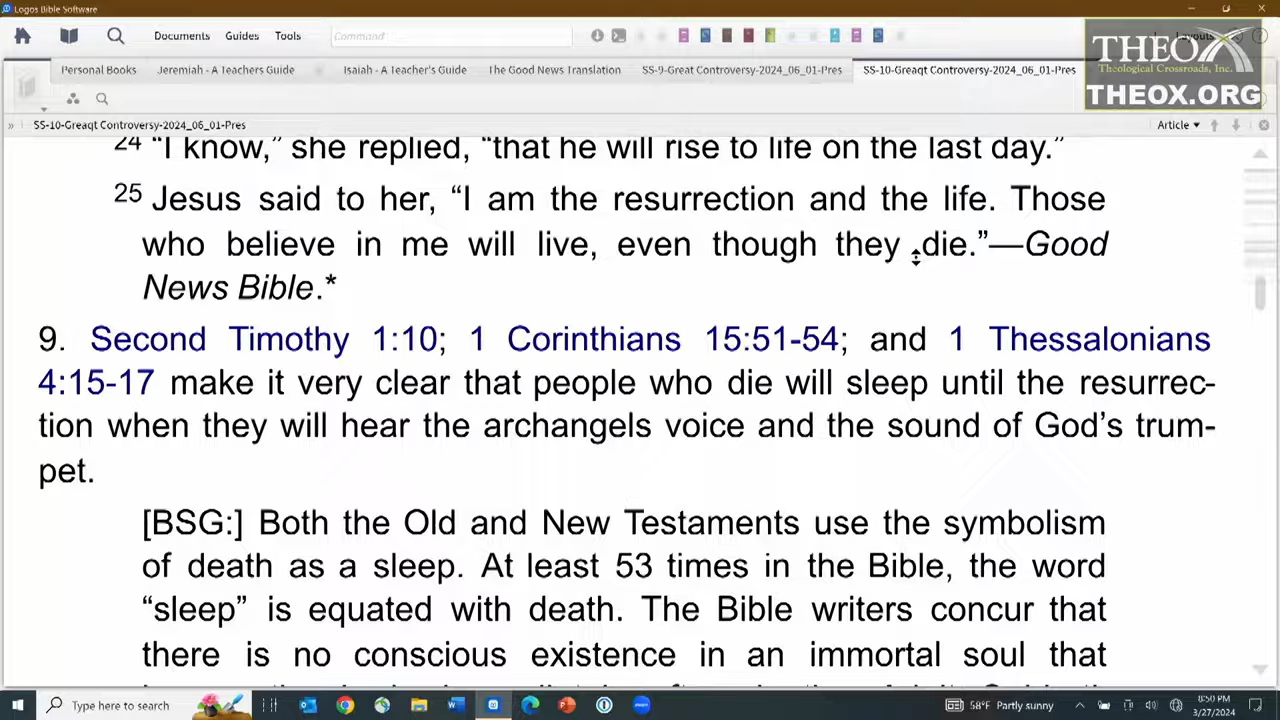 Logos Bible Software
Documents Guides Tools Command
THEOX
Theological Crossroads, Inc.
THEOX.ORG
Personal Books Jeremiah - A Teachers Guide Isaiah - A Good News Translation SS-9-Great Controversy-2024_06_01-Pres SS-10-Greaqt Controversy-2024_06_01-Pres
» SS-10-Greaqt Controversy-2024_06_01-Pres Article
24 “I know,” she replied, “that he will rise to life on the last day.”
25 Jesus said to her, “I am the resurrection and the life. Those
who believe in me will live, even though they die.”—Good
News Bible.*
9. Second Timothy 1:10; 1 Corinthians 15:51-54; and 1 Thessalonians
4:15-17 make it very clear that people who die will sleep until the resurrec-
tion when they will hear the archangels voice and the sound of God’s trum-
pet.
[BSG:] Both the Old and New Testaments use the symbolism
of death as a sleep. At least 53 times in the Bible, the word
“sleep” is equated with death. The Bible writers concur that
there is no conscious existence in an immortal soul that
Type here to search
58°F Partly sunny
8:50 PM
3/27/2024